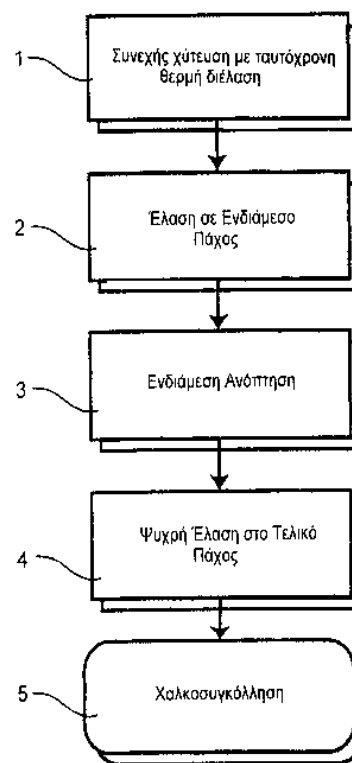 1
Συνεχής χύτευση με ταυτόχρονη
θερμή διέλαση
2
Έλαση σε Ενδιάμεσο
Πάχος
3
Ενδιάμεση Ανόπτηση
4
Ψυχρή Έλαση στο Τελικό
Πάχος
5
Χαλκοσυγκόλληση